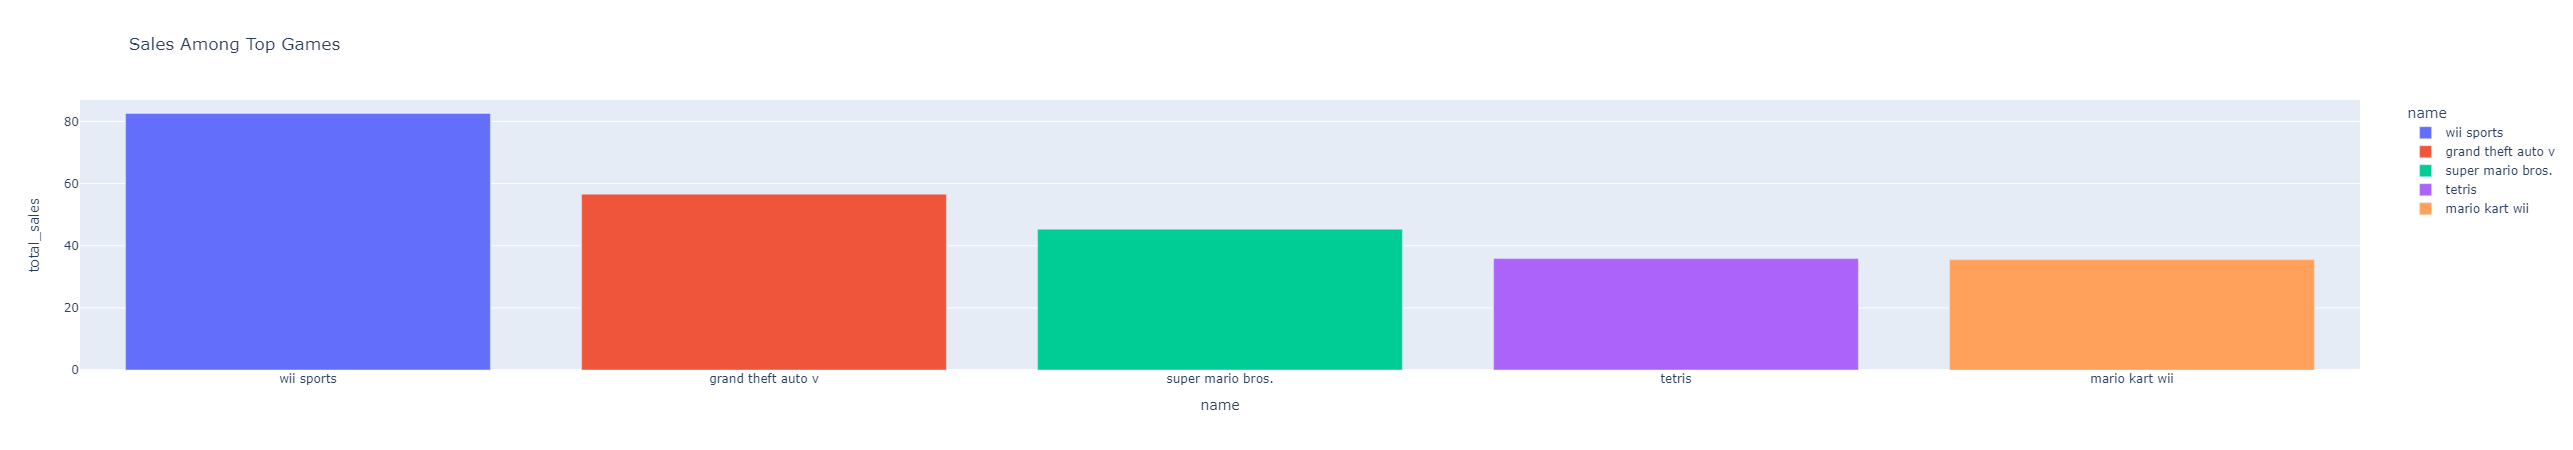 Sales Among Top Games
80
60
40
20
0
total_sales
wii sports
grand theft auto v
super mario bros.
tetris
mario kart wii
name
name
wii sports
grand theft auto v
super mario bros.
tetris
mario kart wii